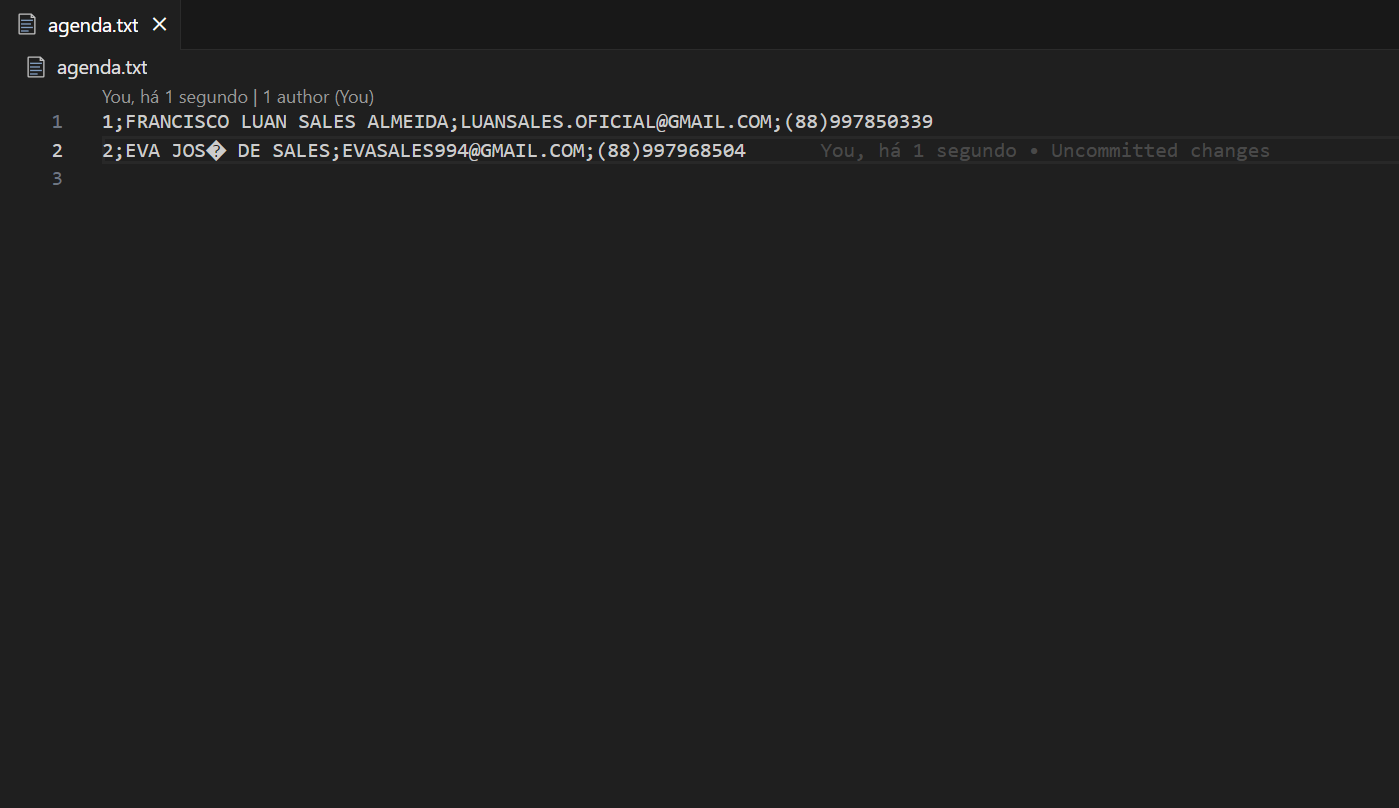 agenda.txt
agenda.txt
You, há 1 segundo | 1 author (You)
1 1;FRANCISCO LUAN SALES ALMEIDA;LUANSALES.OFICIAL@GMAIL.COM;(88)997850339
2 2;EVA JOS� DE SALES;EVASALES994@GMAIL.COM;(88)997968504 You, há 1 segundo • Uncommitted changes
3